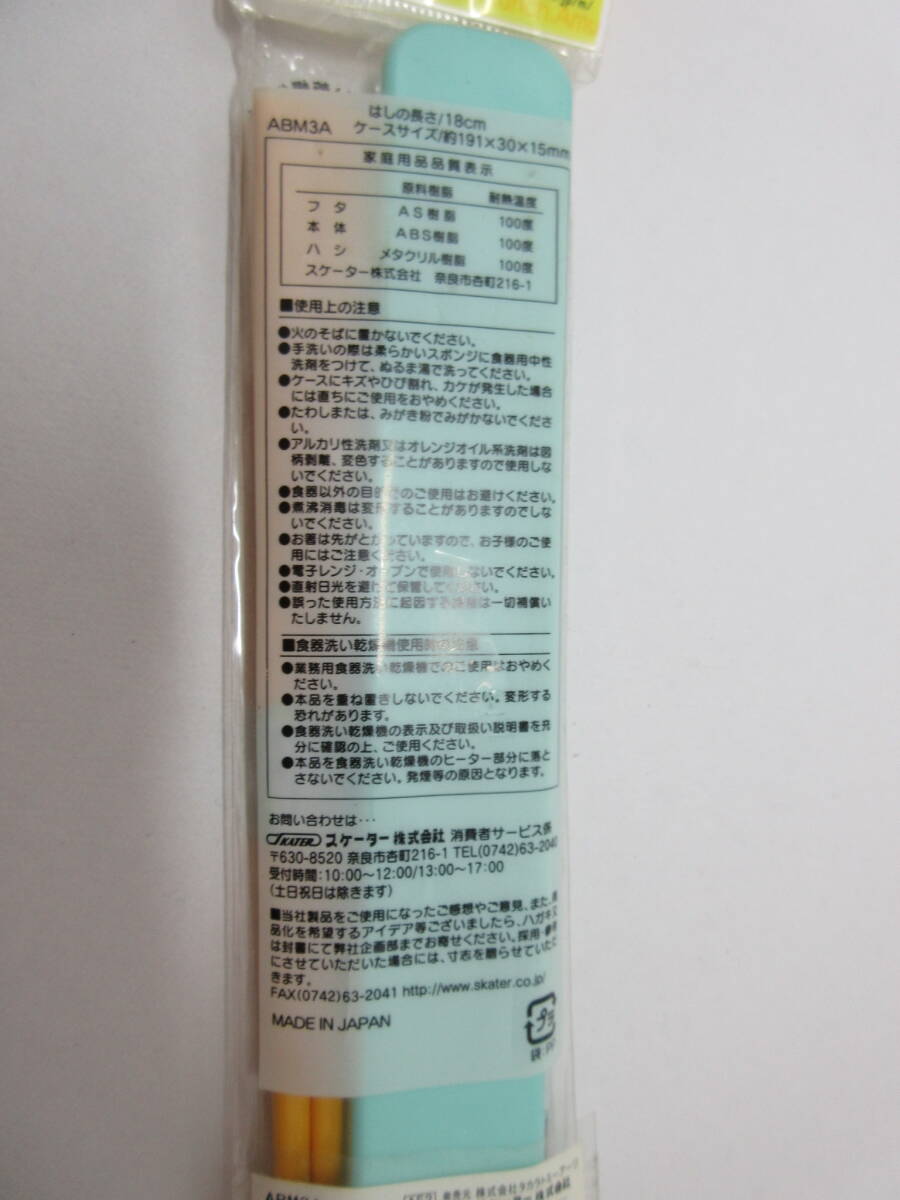 はしの長さ/18cm
ABM3A ケースサイズ/約191×30×15mm
家庭用品品質表示
原料樹脂 耐熱温度
フタ AS樹脂 100度
本体 ABS樹脂 100度
ハシ メタクリル樹脂 100度
スケーター株式会社 奈良市杏町216-1
■使用上の注意
●火のそばに置かないでください。
●手洗いの際は柔らかいスポンジに食器用中性
洗剤をつけて、ぬるま湯で洗ってください。
●ケースにキズやひび割れ、カケが発生した場合
には直ちにご使用をおやめください。
●たわしまたは、みがき粉でみがかないでくださ
い。
●アルカリ性洗剤又はオレンジオイル系洗剤は図
柄剥離、変色することがありますので使用しな
いでください。
●食器以外の目的でのご使用はお避けください。
●煮沸消毒は変形することがありますのでしな
いでください。
●お箸は先がとがっていますので、お子様のご使
用にはご注意ください。
●電子レンジ・オーブンで使用しないでください。
●直射日光を避けて保管してください。
●誤った使用方法に起因する は一切補償い
たしません。
■食器洗い乾燥機使用時の注意
●業務用食器洗い乾燥機でのご使用はおやめく
ださい。
●本品を重ね置きしないでください。変形する
恐れがあります。
●食器洗い乾燥機の表示及び取扱い説明書を充
分に確認の上、ご使用ください。
●本品を食器洗い乾燥機のヒーター部分に落と
さないでください。発煙等の原因となります。
お問い合わせは・・・
SKATER スケーター株式会社 消費者サービス係
〒630-8520 奈良市杏町216-1 TEL(0742)63-2040
受付時間:10:00～12:00/13:00～17:00
(土日祝日は除きます)
■当社製品をご使用になったご感想やご意見、また、商
品化を希望するアイデア等ございましたら、ハガキ又
は封書にて弊社企画部までお寄せください。採用・参考
にさせていただいた場合には、寸志を贈らせていただ
きます。
FAX(0742)63-2041 http://www.skater.co.jp/
MADE IN JAPAN
プラ
袋:PP
発売元 株式会社タカラトミーアーツ